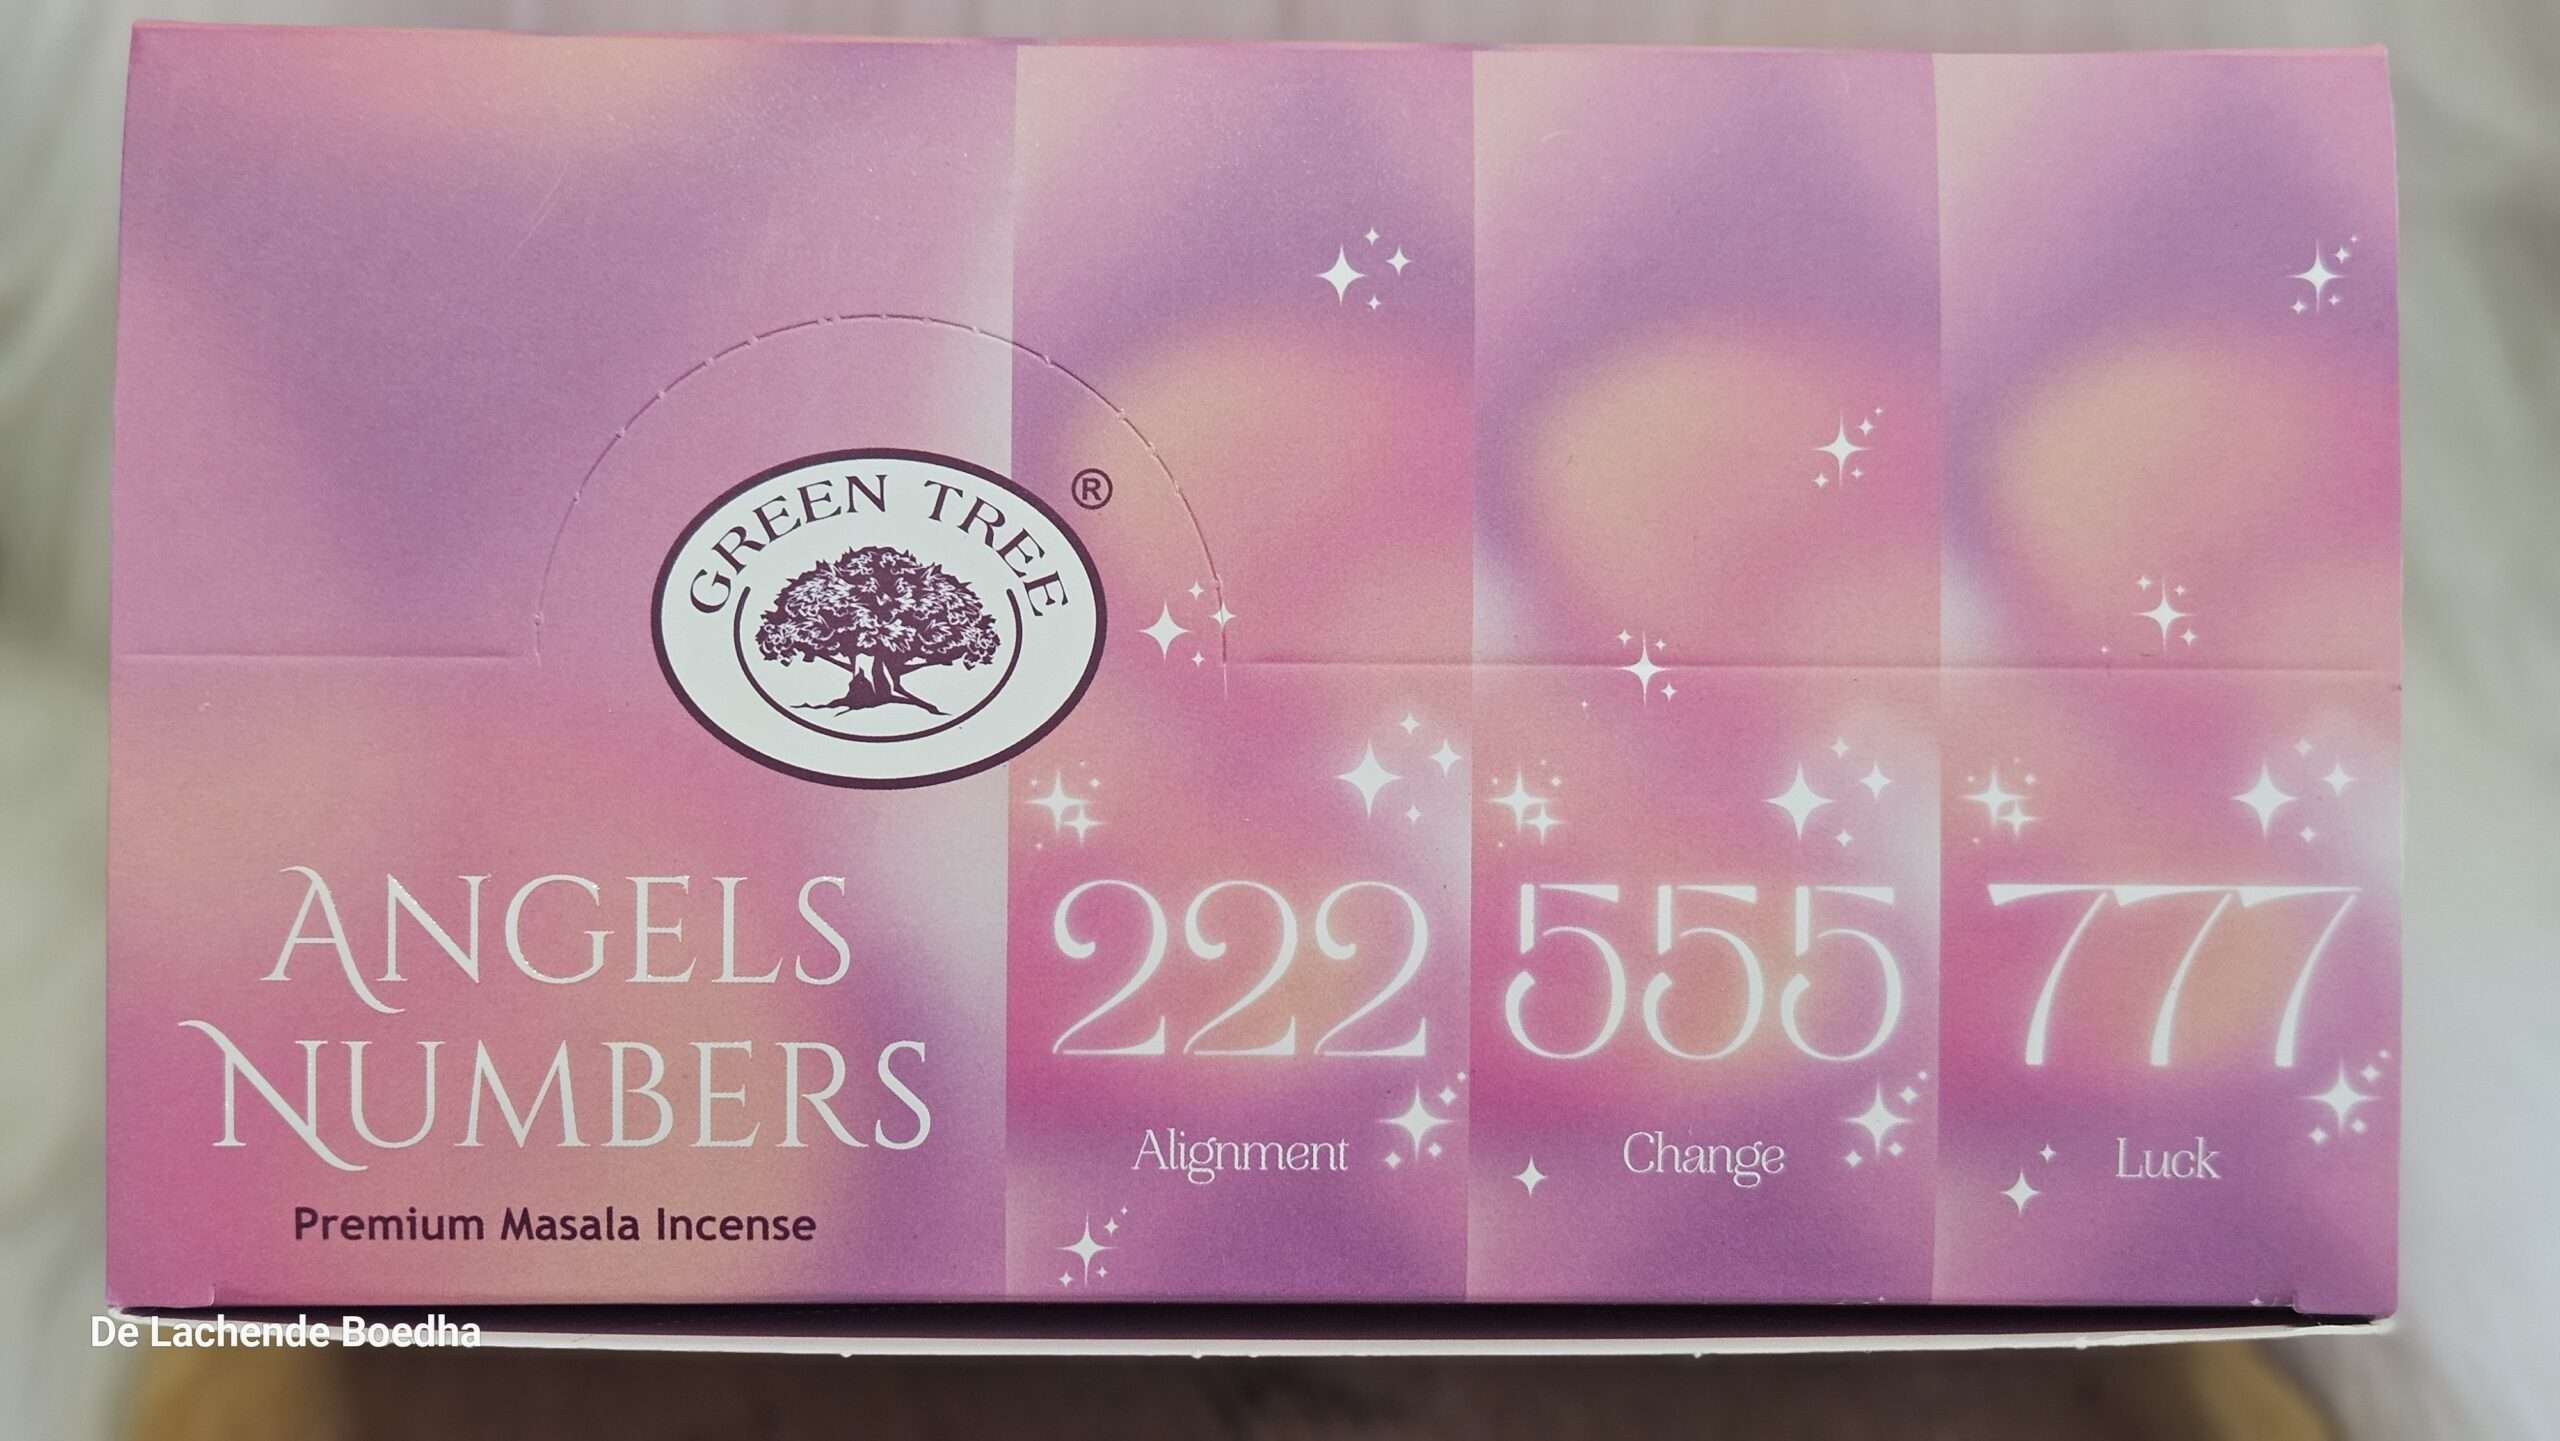 GREEN TREE
®
ANGELS
NUMBERS
Premium Masala Incense
222
Alignment
555
Change
777
Luck
De Lachende Boedha